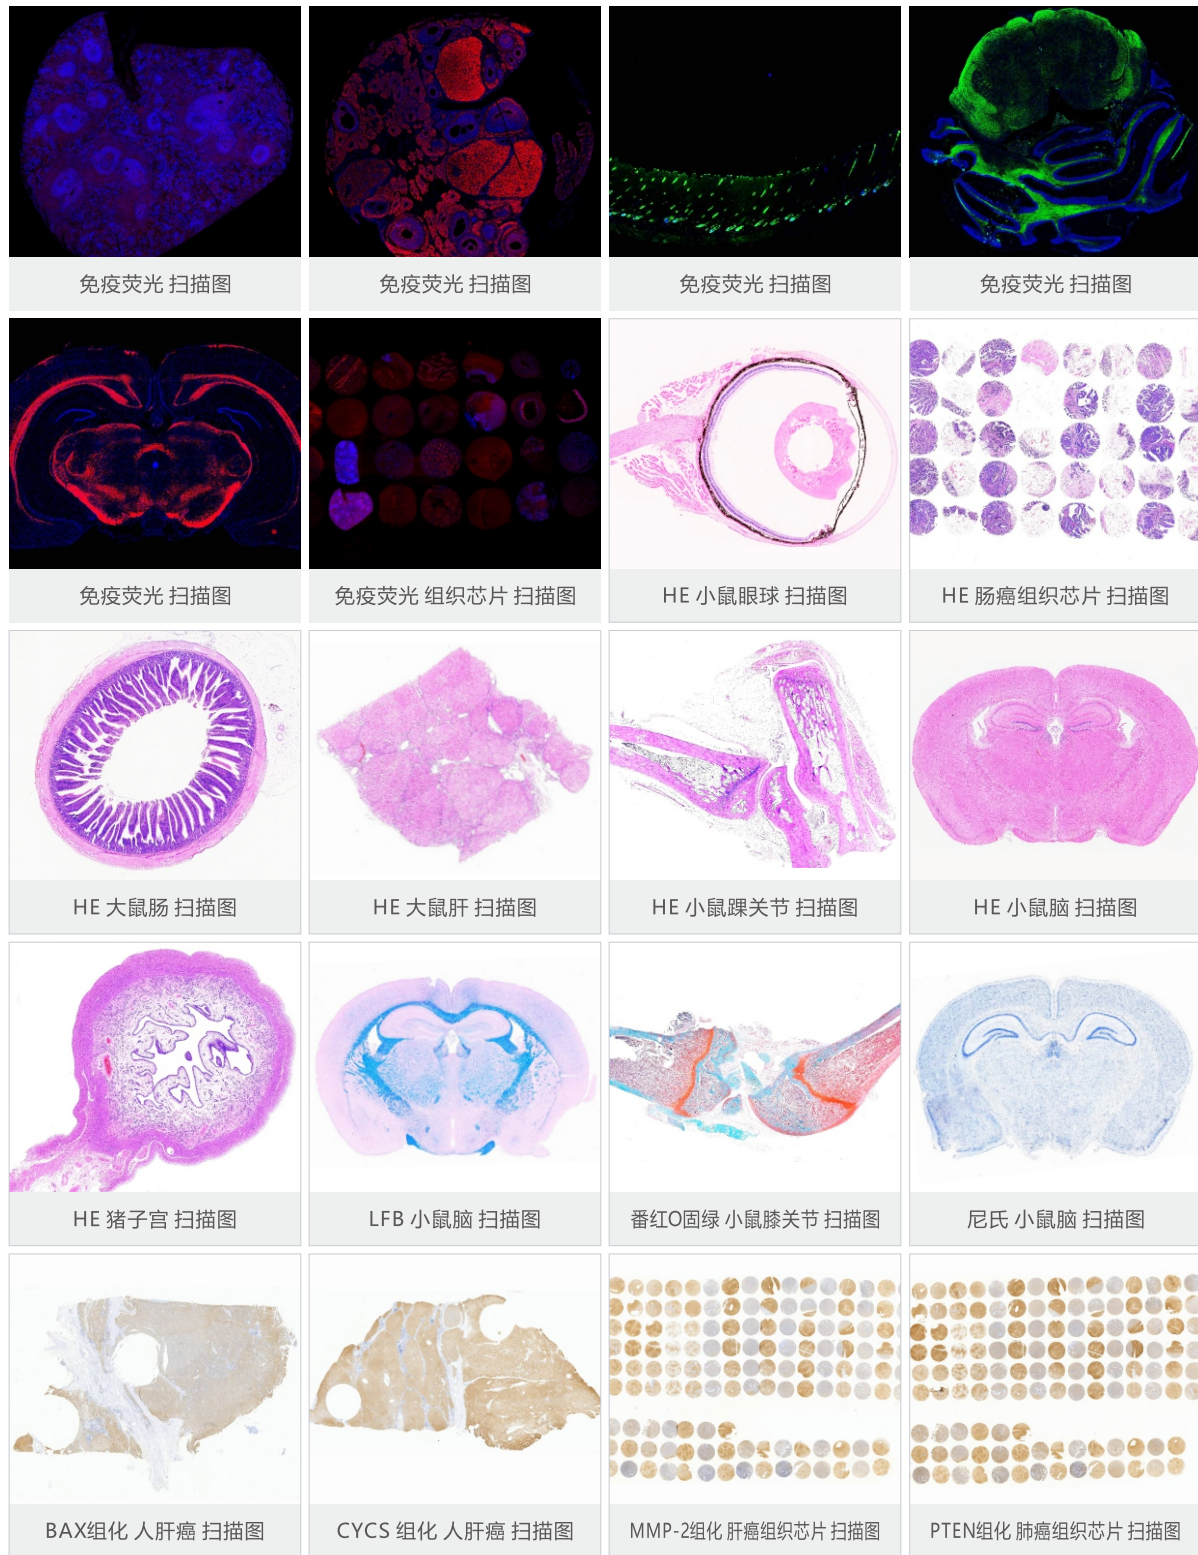 免疫荧光 扫描图
免疫荧光 扫描图
免疫荧光 扫描图
免疫荧光 扫描图
免疫荧光 扫描图
免疫荧光 组织芯片 扫描图
HE 小鼠眼球 扫描图
HE 肠癌组织芯片 扫描图
HE 大鼠肠 扫描图
HE 大鼠肝 扫描图
HE 小鼠踝关节 扫描图
HE 小鼠脑 扫描图
HE 猪子宫 扫描图
LFB 小鼠脑 扫描图
番红O固绿 小鼠膝关节 扫描图
尼氏 小鼠脑 扫描图
BAX组化 人肝癌 扫描图
CYCS 组化 人肝癌 扫描图
MMP-2组化 肝癌组织芯片 扫描图
PTEN组化 肺癌组织芯片 扫描图